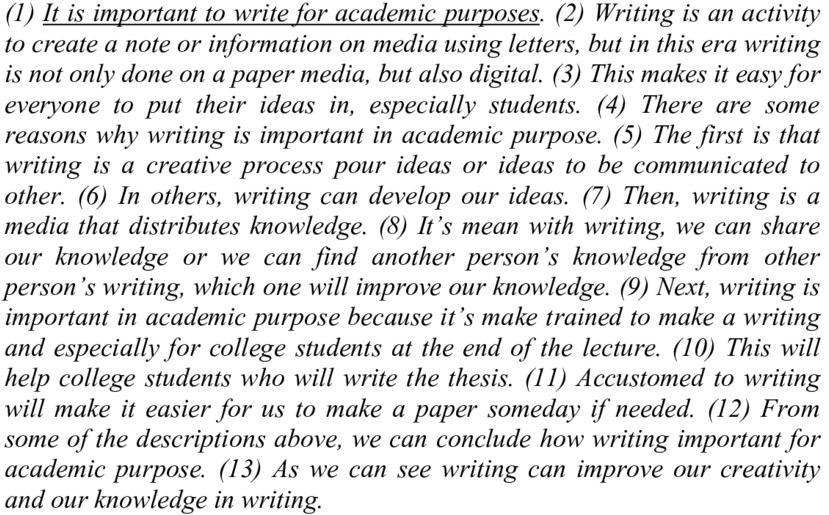 (1) It is important to write for academic purposes. (2) Writing is an activity
to create a note or information on media using letters, but in this era writing
is not only done on a paper media, but also digital. (3) This makes it easy for
everyone to put their ideas in, especially students. (4) There are some
reasons why writing is important in academic purpose. (5) The first is that
writing is a creative process pour ideas or ideas to be communicated to
other. (6) In others, writing can develop our ideas. (7) Then, writing is a
media that distributes knowledge. (8) It's mean with writing, we can share
our knowledge or we can find another person's knowledge from other
person's writing, which one will improve our knowledge. (9) Next, writing is
important in academic purpose because it's make trained to make a writing
and especially for college students at the end of the lecture. (10) This will
help college students who will write the thesis. (11) Accustomed to writing
will make it easier for us to make a paper someday if needed. (12) From
some of the descriptions above, we can conclude how writing important for
academic purpose. (13) As we can see writing can improve our creativity
and our knowledge in writing.